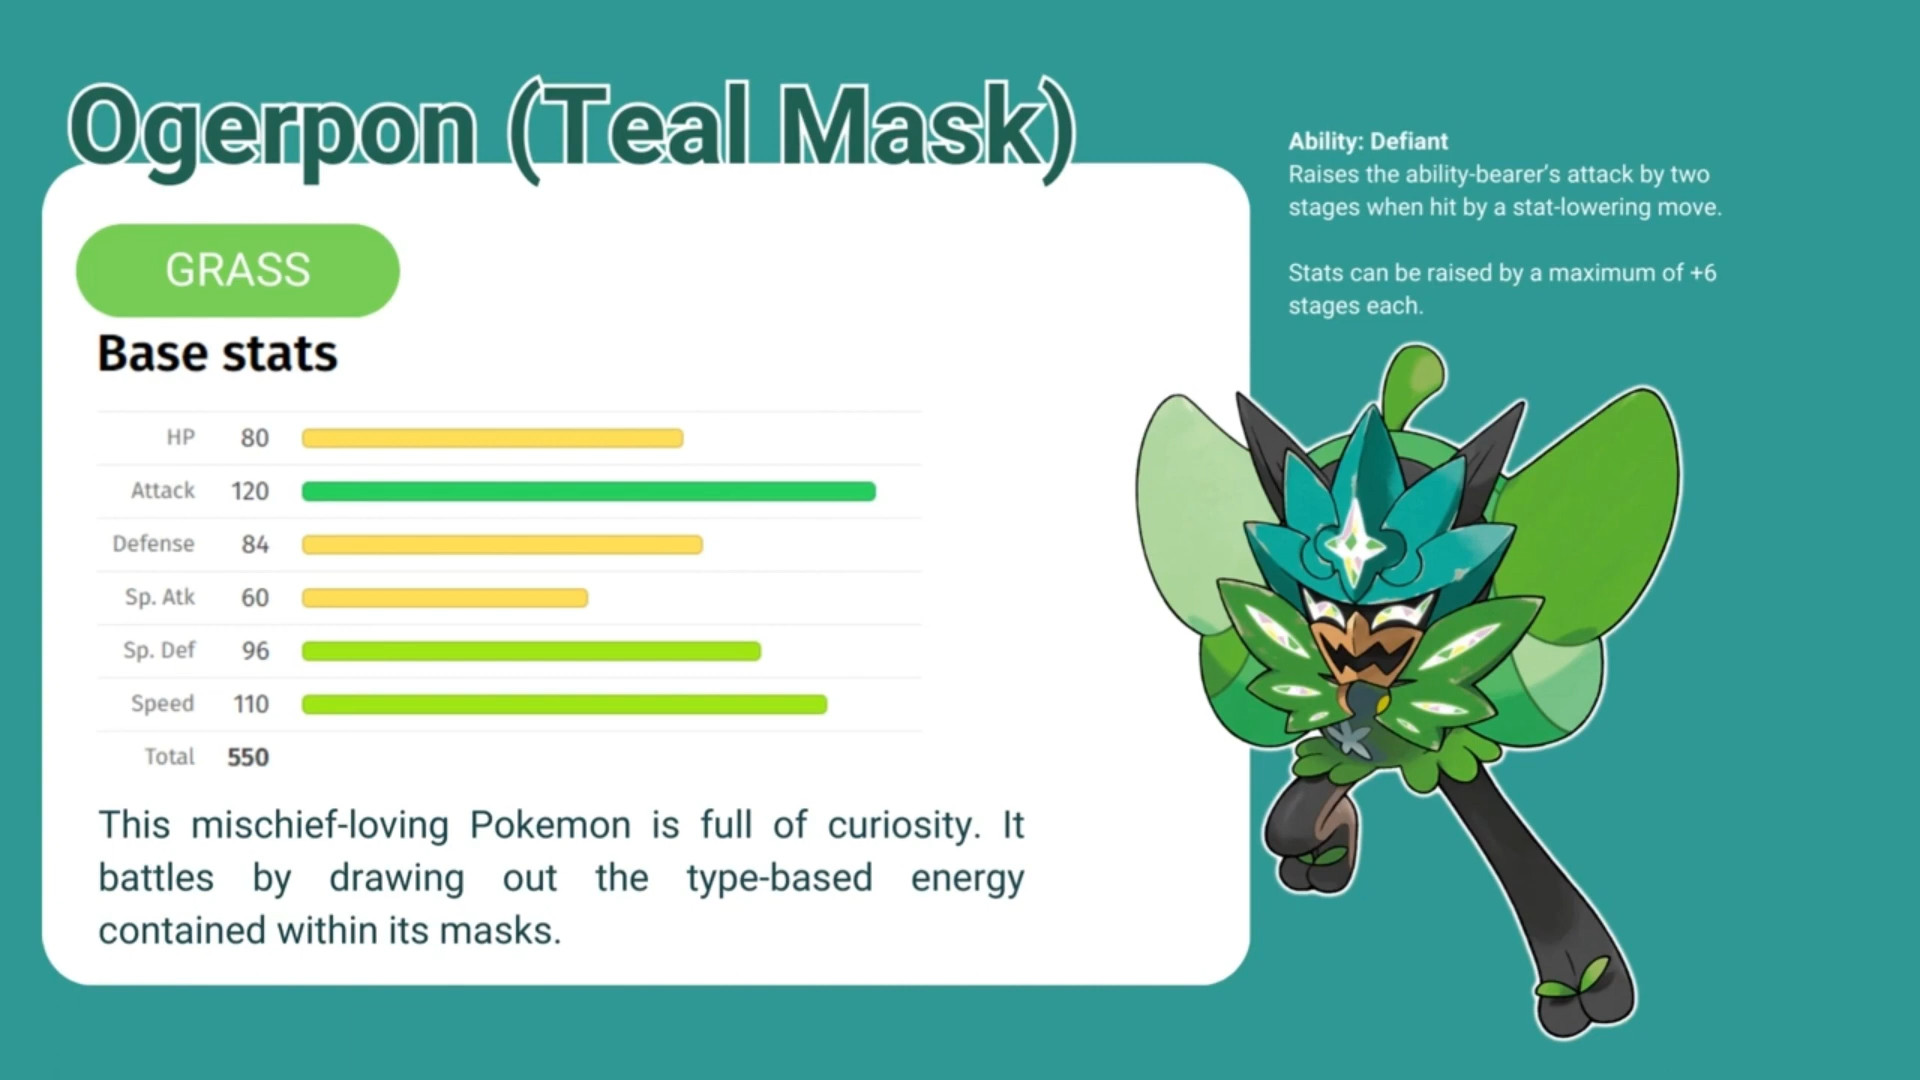 Ogerpon (Teal Mask)
GRASS
Base stats
HP 80
Attack 120
Defense 84
Sp. Atk 60
Sp. Def 96
Speed 110
Total 550
This mischief-loving Pokemon is full of curiosity. It
battles by drawing out the type-based energy
contained within its masks.
Ability: Defiant
Raises the ability-bearer’s attack by two
stages when hit by a stat-lowering move.
Stats can be raised by a maximum of +6
stages each.